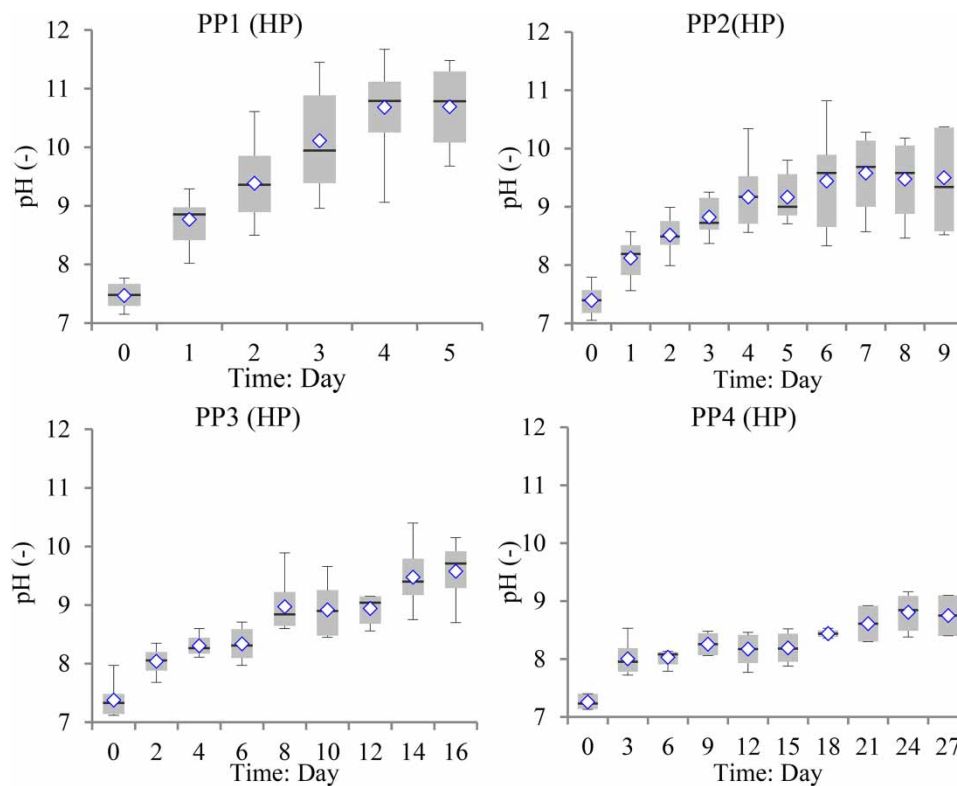 PP1 (HP)
12
11
10
9
8
7
pH (-)
0 1 2 3 4 5
Time: Day
PP2(HP)
12
11
10
9
8
7
pH (-)
0 1 2 3 4 5 6 7 8 9
Time: Day
PP3 (HP)
12
11
10
9
8
7
pH (-)
0 2 4 6 8 10 12 14 16
Time: Day
PP4 (HP)
12
11
10
9
8
7
pH (-)
0 3 6 9 12 15 18 21 24 27
Time: Day